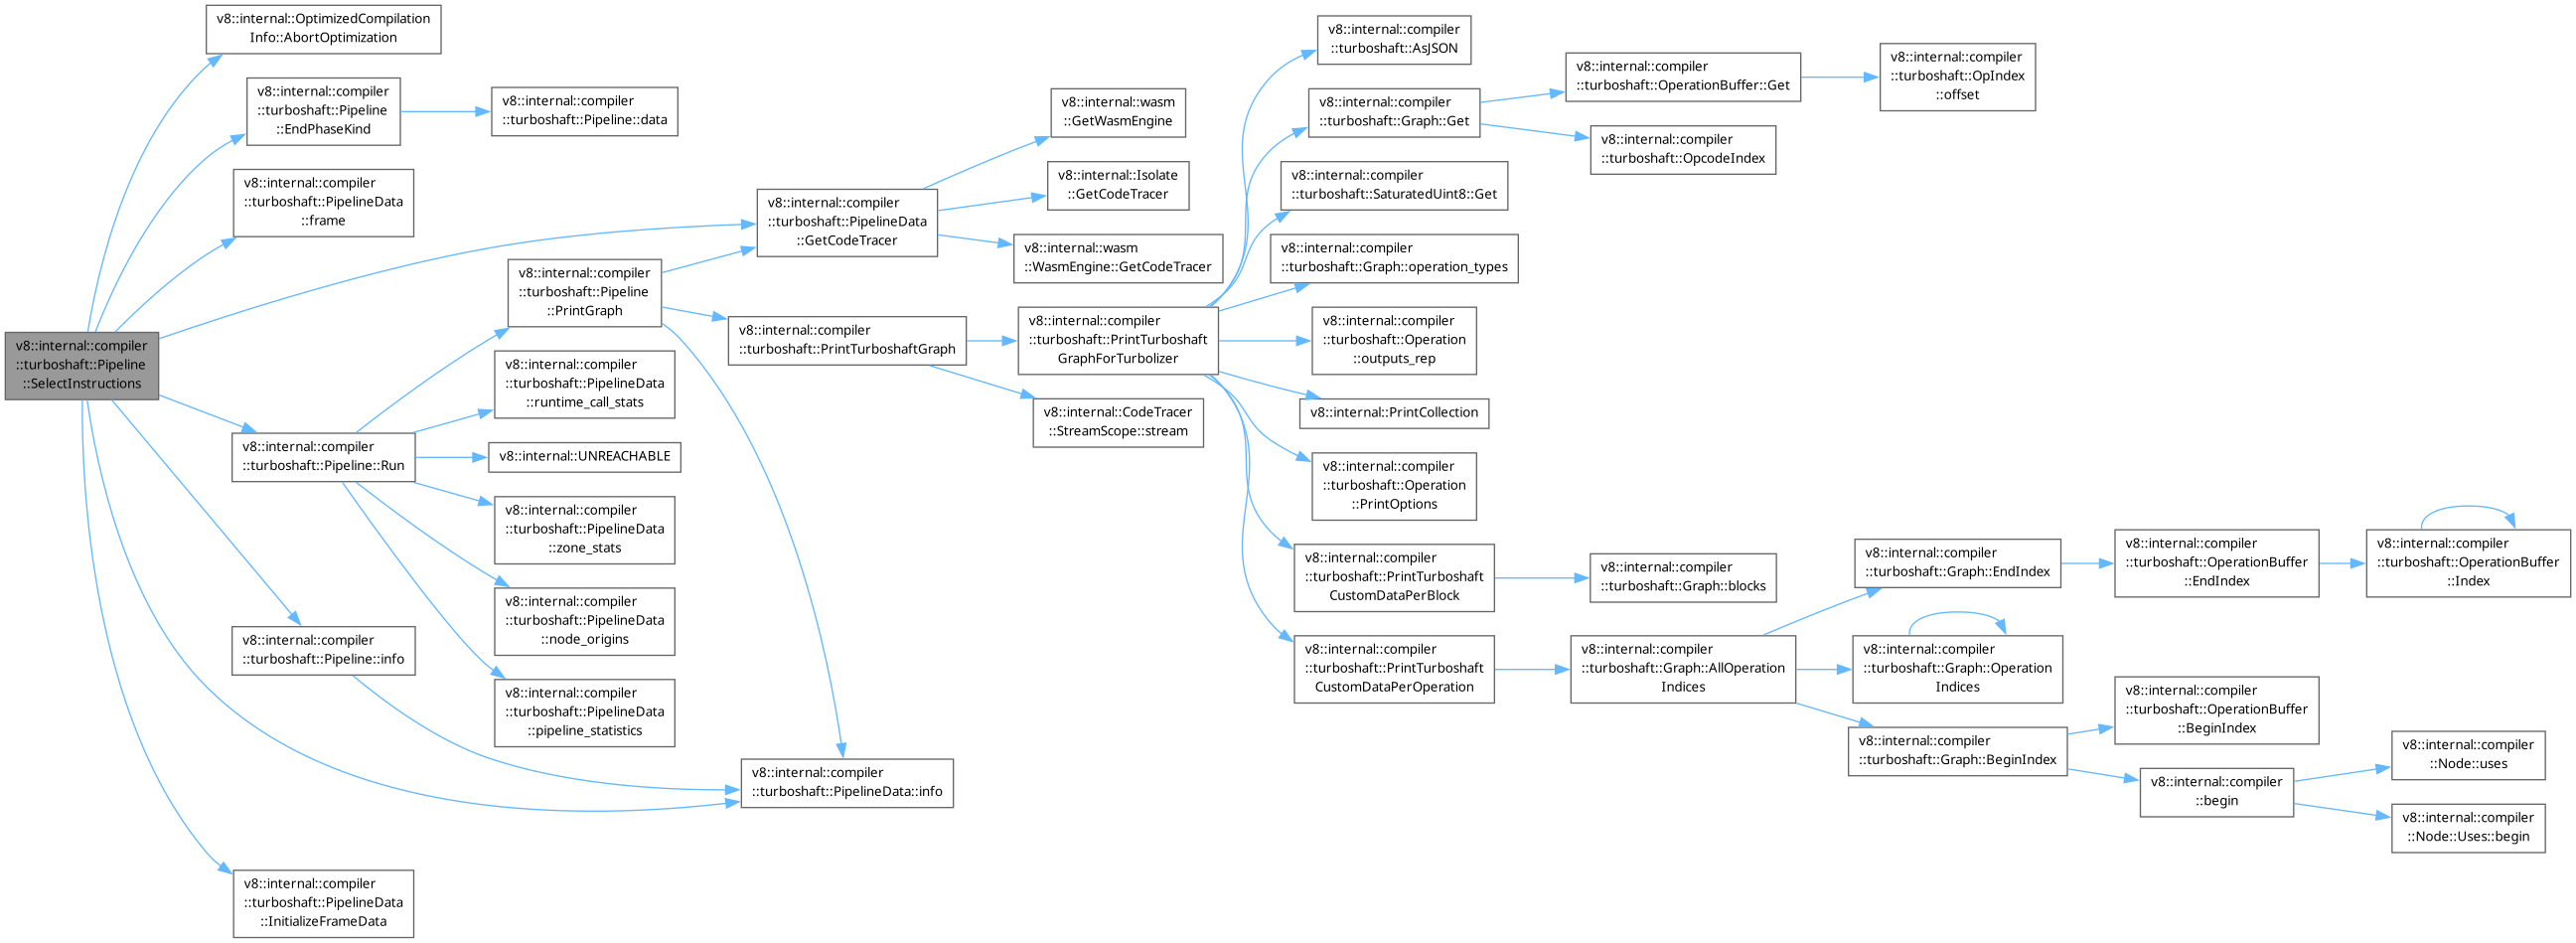 v8::internal::OptimizedCompilation
Info::AbortOptimization
v8::internal::compiler
::turboshaft::Pipeline
::EndPhaseKind
v8::internal::compiler
::turboshaft::Pipeline::data
v8::internal::compiler
::turboshaft::PipelineData
::frame
v8::internal::compiler
::turboshaft::Pipeline
::SelectInstructions
v8::internal::compiler
::turboshaft::Pipeline::Run
v8::internal::compiler
::turboshaft::Pipeline::info
v8::internal::compiler
::turboshaft::PipelineData
::InitializeFrameData
v8::internal::compiler
::turboshaft::Pipeline
::PrintGraph
v8::internal::compiler
::turboshaft::PipelineData
::runtime_call_stats
v8::internal::UNREACHABLE
v8::internal::compiler
::turboshaft::PipelineData
::zone_stats
v8::internal::compiler
::turboshaft::PipelineData
::node_origins
v8::internal::compiler
::turboshaft::PipelineData
::pipeline_statistics
v8::internal::compiler
::turboshaft::PipelineData
::GetCodeTracer
v8::internal::compiler
::turboshaft::PrintTurboshaftGraph
v8::internal::compiler
::turboshaft::PipelineData::info
v8::internal::wasm
::GetWasmEngine
v8::internal::Isolate
::GetCodeTracer
v8::internal::wasm
::WasmEngine::GetCodeTracer
v8::internal::compiler
::turboshaft::PrintTurboshaft
GraphForTurbolizer
v8::internal::CodeTracer
::StreamScope::stream
v8::internal::compiler
::turboshaft::AsJSON
v8::internal::compiler
::turboshaft::Graph::Get
v8::internal::compiler
::turboshaft::SaturatedUint8::Get
v8::internal::compiler
::turboshaft::Graph::operation_types
v8::internal::compiler
::turboshaft::Operation
::outputs_rep
v8::internal::PrintCollection
v8::internal::compiler
::turboshaft::Operation
::PrintOptions
v8::internal::compiler
::turboshaft::PrintTurboshaft
CustomDataPerBlock
v8::internal::compiler
::turboshaft::PrintTurboshaft
CustomDataPerOperation
v8::internal::compiler
::turboshaft::OperationBuffer::Get
v8::internal::compiler
::turboshaft::OpcodeIndex
v8::internal::compiler
::turboshaft::OpIndex
::offset
v8::internal::compiler
::turboshaft::Graph::blocks
v8::internal::compiler
::turboshaft::Graph::AllOperation
Indices
v8::internal::compiler
::turboshaft::Graph::EndIndex
v8::internal::compiler
::turboshaft::Graph::Operation
Indices
v8::internal::compiler
::turboshaft::Graph::BeginIndex
v8::internal::compiler
::turboshaft::OperationBuffer
::EndIndex
v8::internal::compiler
::turboshaft::OperationBuffer
::Index
v8::internal::compiler
::turboshaft::OperationBuffer
::BeginIndex
v8::internal::compiler
::begin
v8::internal::compiler
::Node::uses
v8::internal::compiler
::Node::Uses::begin